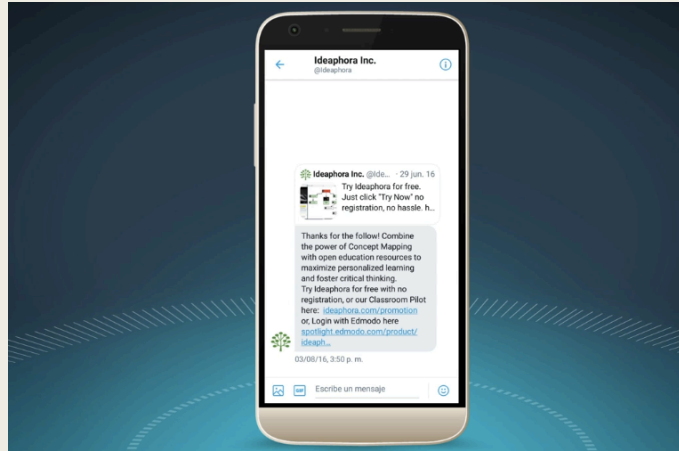 Ideaphora Inc.
@Ideaphora
Ideaphora Inc. @Ide... · 29 jun. 16
Try Ideaphora for free.
Just click "Try Now" no
registration, no hassle. h...
Thanks for the follow! Combine
the power of Concept Mapping
with open education resources to
maximize personalized learning
and foster critical thinking.
Try Ideaphora for free with no
registration, or our Classroom Pilot
here: ideaphora.com/promotion
or, Login with Edmodo here
spotlight.edmodo.com/product/
ideaph...
03/08/16, 3:50 p. m.
GIF
Escribe un mensaje